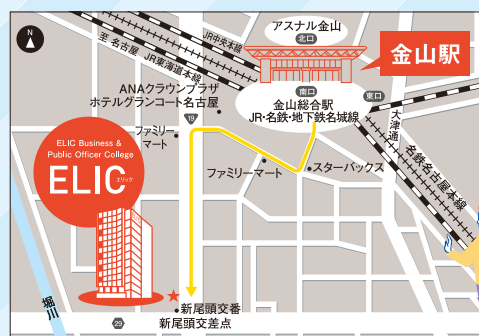 N
アスナル金山
北口
金山駅
JR中央本線
至 名古屋 JR東海道本線
南口
金山総合駅
JR・名鉄・地下鉄名城線
東口
大津通
名鉄名古屋本線
ANAクラウンプラザ
ホテルグランコート名古屋
19
ファミリー
マート
ファミリーマート
スターバックス
ELIC Business &
Public Officer College
ELIC
エリック
堀川
新尾頭交番
29
新尾頭交差点